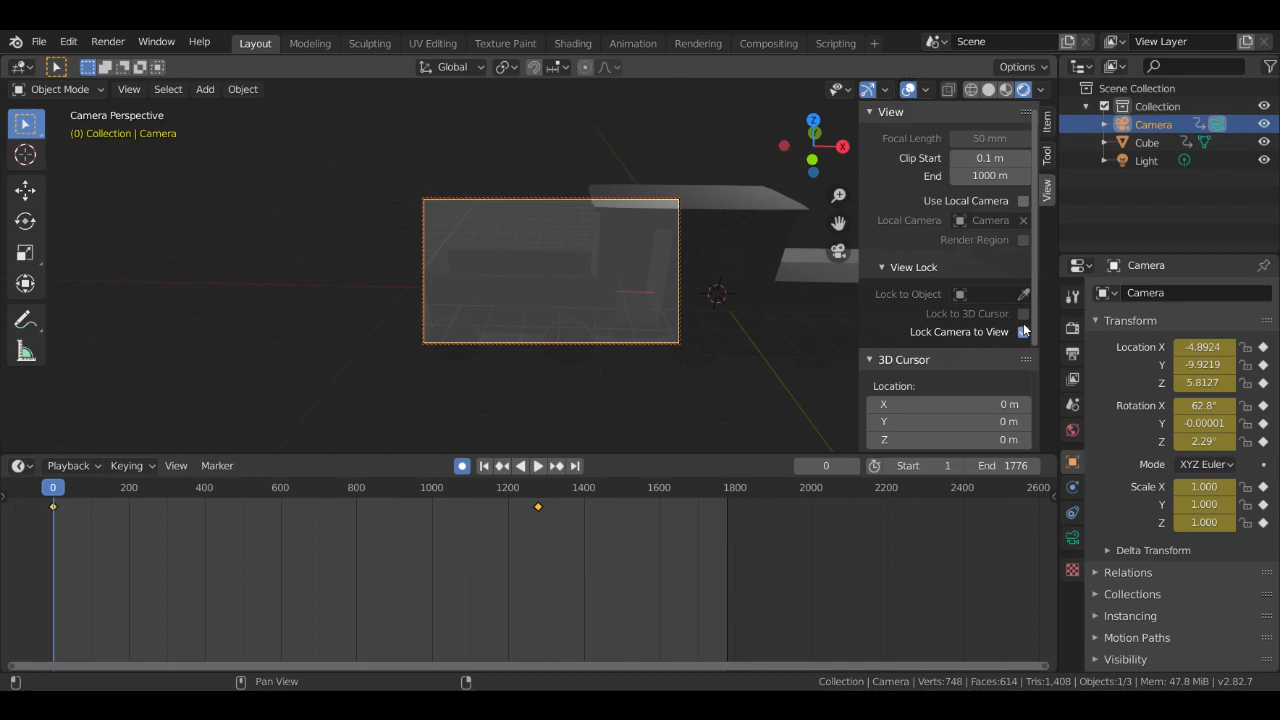 File Edit Render Window Help Layout Modeling Sculpting UV Editing Texture Paint Shading Animation Rendering Compositing Scripting + Scene View Layer
Global Options
Object Mode View Select Add Object
Camera Perspective
(0) Collection | Camera
Z
X
View
Focal Length 50 mm
Clip Start 0.1 m
End 1000 m
Use Local Camera
Local Camera Camera
Render Region
View Lock
Lock to Object
Lock to 3D Cursor
Lock Camera to View
3D Cursor
Location:
X 0 m
Y 0 m
Z 0 m
Item
Tool
View
Scene Collection
Collection
Camera
Cube
Light
Camera
Camera
Transform
Location X -4.8924
Y -9.9219
Z 5.8127
Rotation X 62.8°
Y -0.00001
Z 2.29°
Mode XYZ Euler
Scale X 1.000
Y 1.000
Z 1.000
Delta Transform
Relations
Collections
Instancing
Motion Paths
Visibility
Playback Keying View Marker 0 Start 1 End 1776
0 200 400 600 800 1000 1200 1400 1600 1800 2000 2200 2400 2600
Pan View
Collection | Camera | Verts:748 | Faces:614 | Tris:1,408 | Objects:1/3 | Mem: 47.8 MiB | v2.82.7